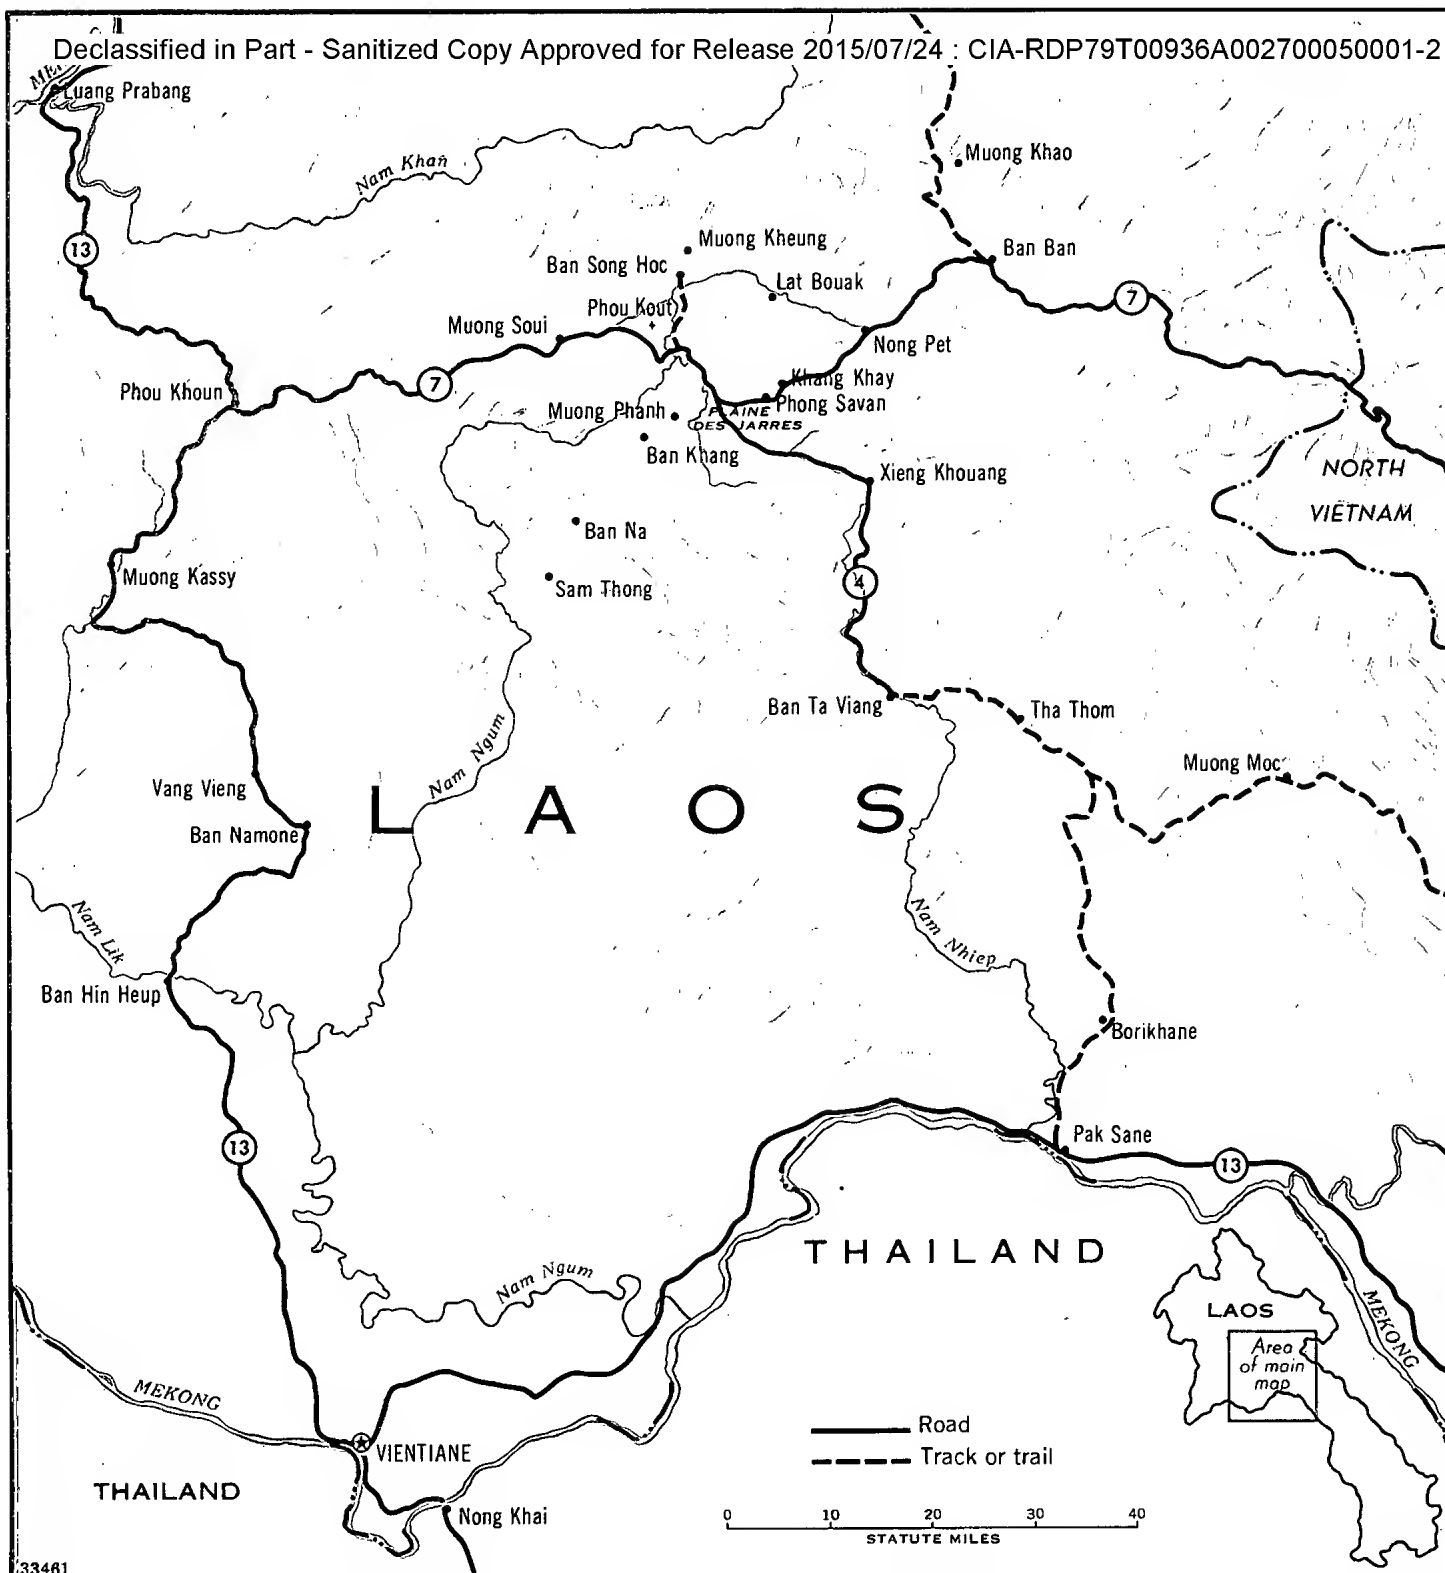 Declassified in Part - Sanitized Copy Approved for Release 2015/07/24 : CIA-RDP79T00936A002700050001-2
Luang Prabang
Nam Khan
Muong Khao
13
Muong Kheung
Ban Ban
Ban Song Hoc
Lat Bouak
7
Phou Kout
Muong Soui
Nong Pet
7
Khang Khay
Phou Khoun
Phong Savan
Muong Phanh
PLAINE
DES JARRES
Ban Khang
NORTH
VIETNAM
Xieng Khouang
Ban Na
Muong Kassy
4
Sam Thong
Ban Ta Viang
Tha Thom
Nam Ngum
Muong Moc
Vang Vieng
LAOS
Ban Namone
Nam Lik
Nam Nhiep
Ban Hin Heup
Borikhane
13
Pak Sane
13
THAILAND
Nam Ngum
LAOS
MEKONG
Area
of main
map
MEKONG
Road
VIENTIANE
Track or trail
THAILAND
Nong Khai
0 10 20 30 40
STATUTE MILES
33461